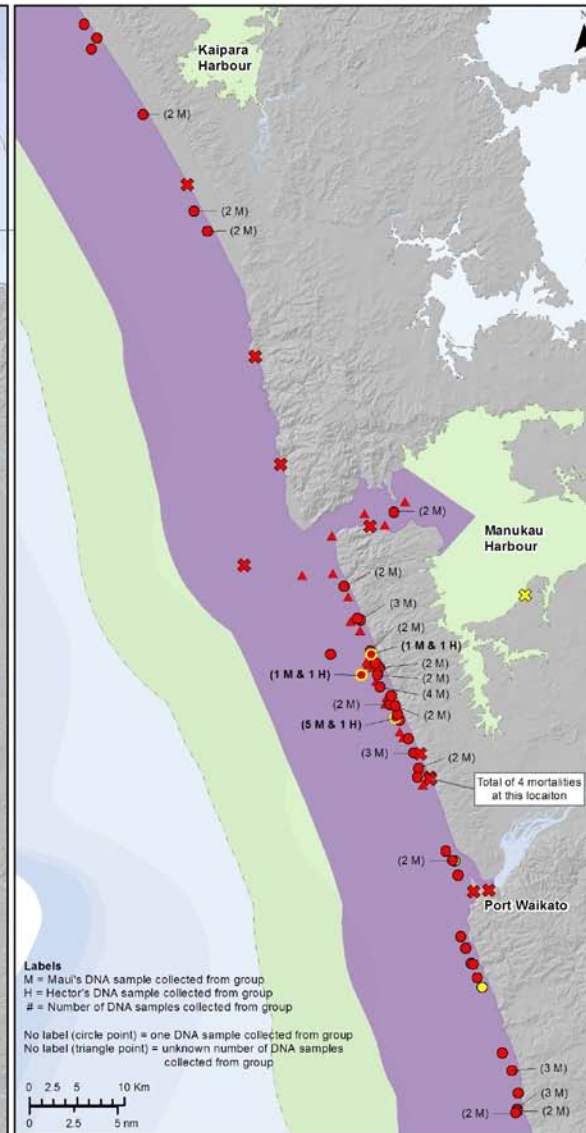 N
Kaipara
Harbour
(2 M)
(2 M)
(2 M)
(2 M)
Manukau
Harbour
(2 M)
(3 M)
(2 M)
(1 M & 1 H)
(2 M)
(1 M & 1 H)
(2 M)
(4 M)
(2 M)
(2 M)
(5 M & 1 H)
(3 M)
(2 M)
Total of 4 mortalities
at this locaiton
(2 M)
Port Waikato
Labels
M = Maui's DNA sample collected from group
H = Hector's DNA sample collected from group
# = Number of DNA samples collected from group
No label (circle point) = one DNA sample collected from group
No label (triangle point) = unknown number of DNA samples
collected from group
0 2.5 5 10 Km
0 2.5 5 nm
(3 M)
(3 M)
(2 M)
(2 M)